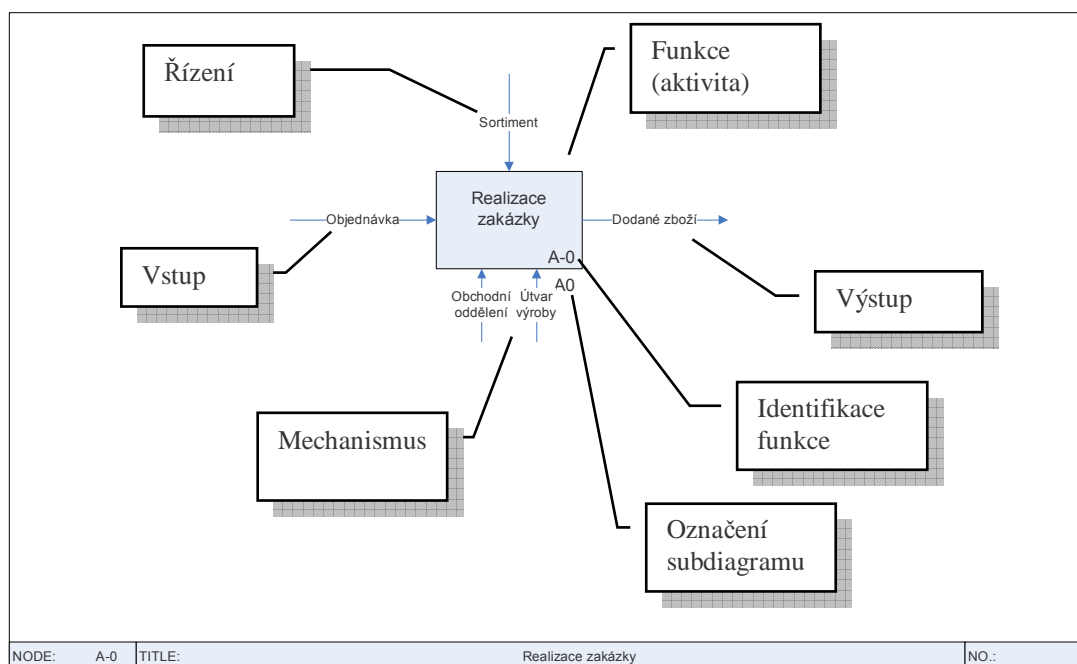 Řízení
Funkce
(aktivita)
Sortiment
Realizace
zakázky
Objednávka
Dodané zboží
A-0
A0
Vstup
Obchodní
oddělení
Útvar
výroby
Výstup
Mechanismus
Identifikace
funkce
Označení
subdiagramu
NODE: A-0 TITLE: Realizace zakázky NO.: